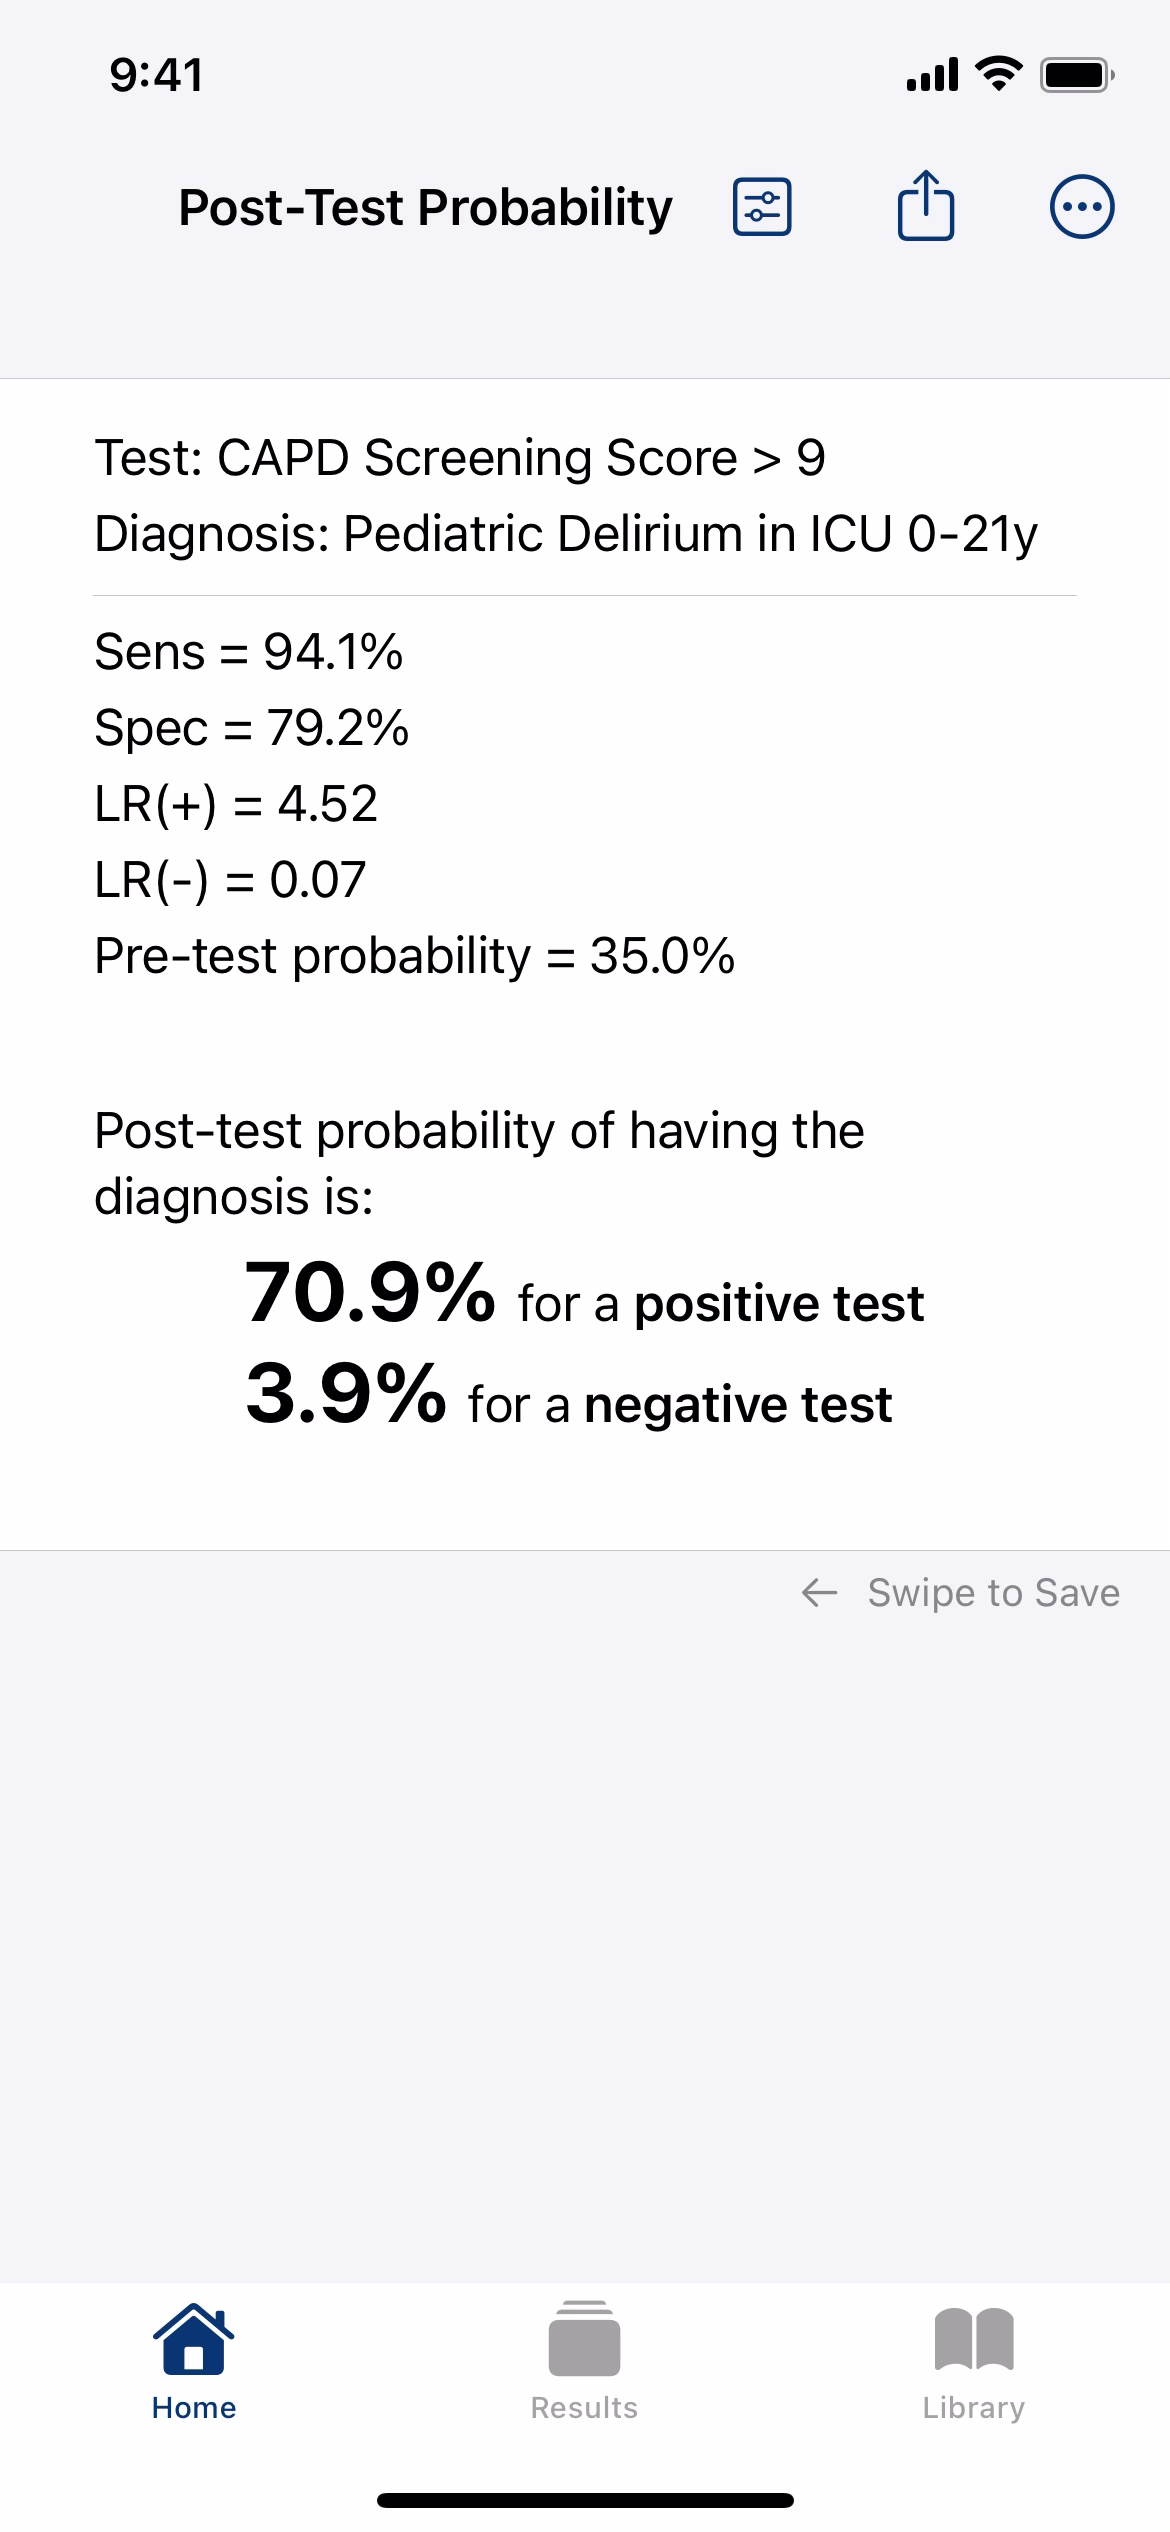 9:41
Post-Test Probability
Test: CAPD Screening Score > 9
Diagnosis: Pediatric Delirium in ICU 0-21y
Sens = 94.1%
Spec = 79.2%
LR(+) = 4.52
LR(-) = 0.07
Pre-test probability = 35.0%
Post-test probability of having the
diagnosis is:
70.9% for a positive test
3.9% for a negative test
← Swipe to Save
Home
Results
Library